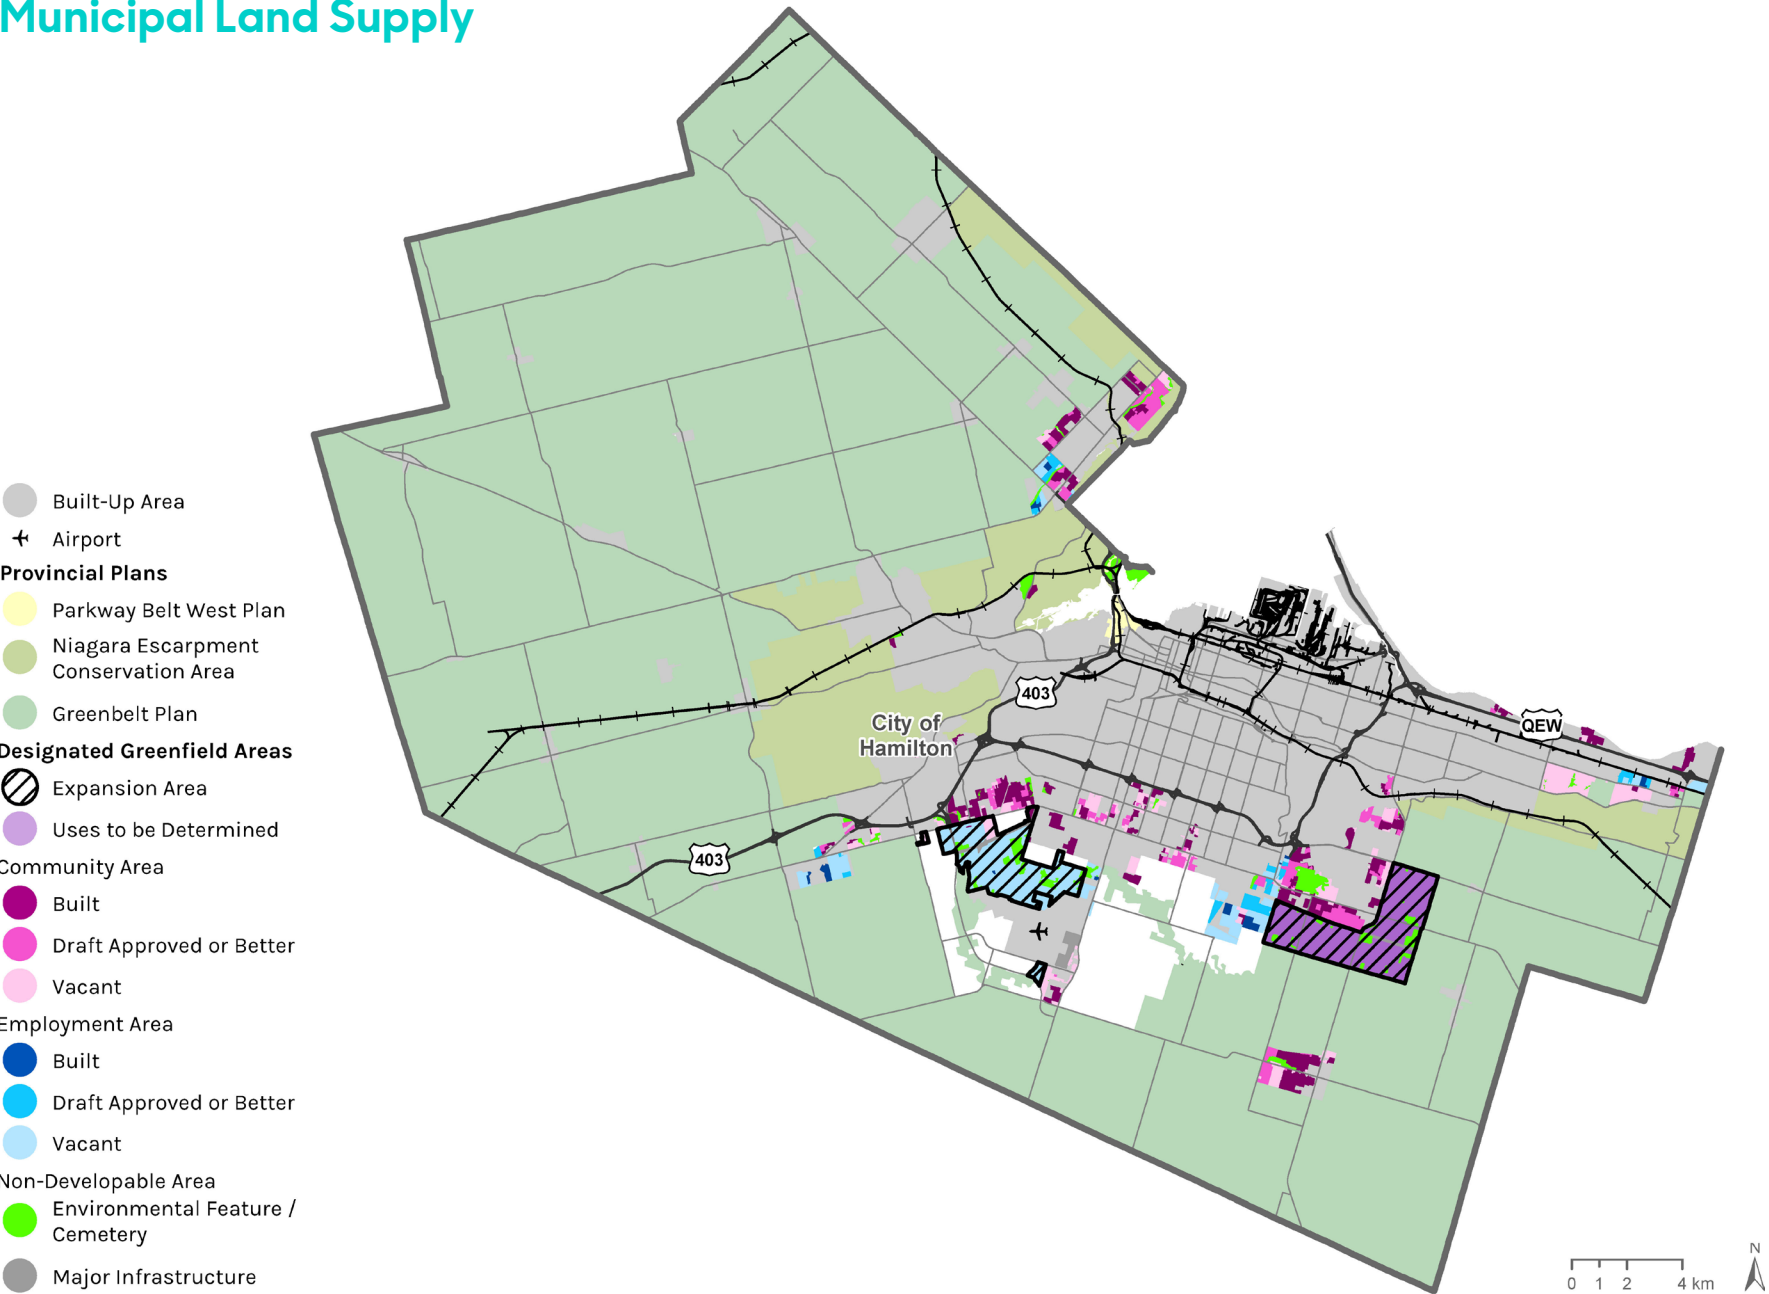 Municipal Land Supply
Built-Up Area
Airport
Provincial Plans
Parkway Belt West Plan
Niagara Escarpment
Conservation Area
Greenbelt Plan
Designated Greenfield Areas
Expansion Area
Uses to be Determined
Community Area
Built
Draft Approved or Better
Vacant
Employment Area
Built
Draft Approved or Better
Vacant
Non-Developable Area
Environmental Feature /
Cemetery
Major Infrastructure
403
QEW
City of
Hamilton
403
N
0 1 2 4 km